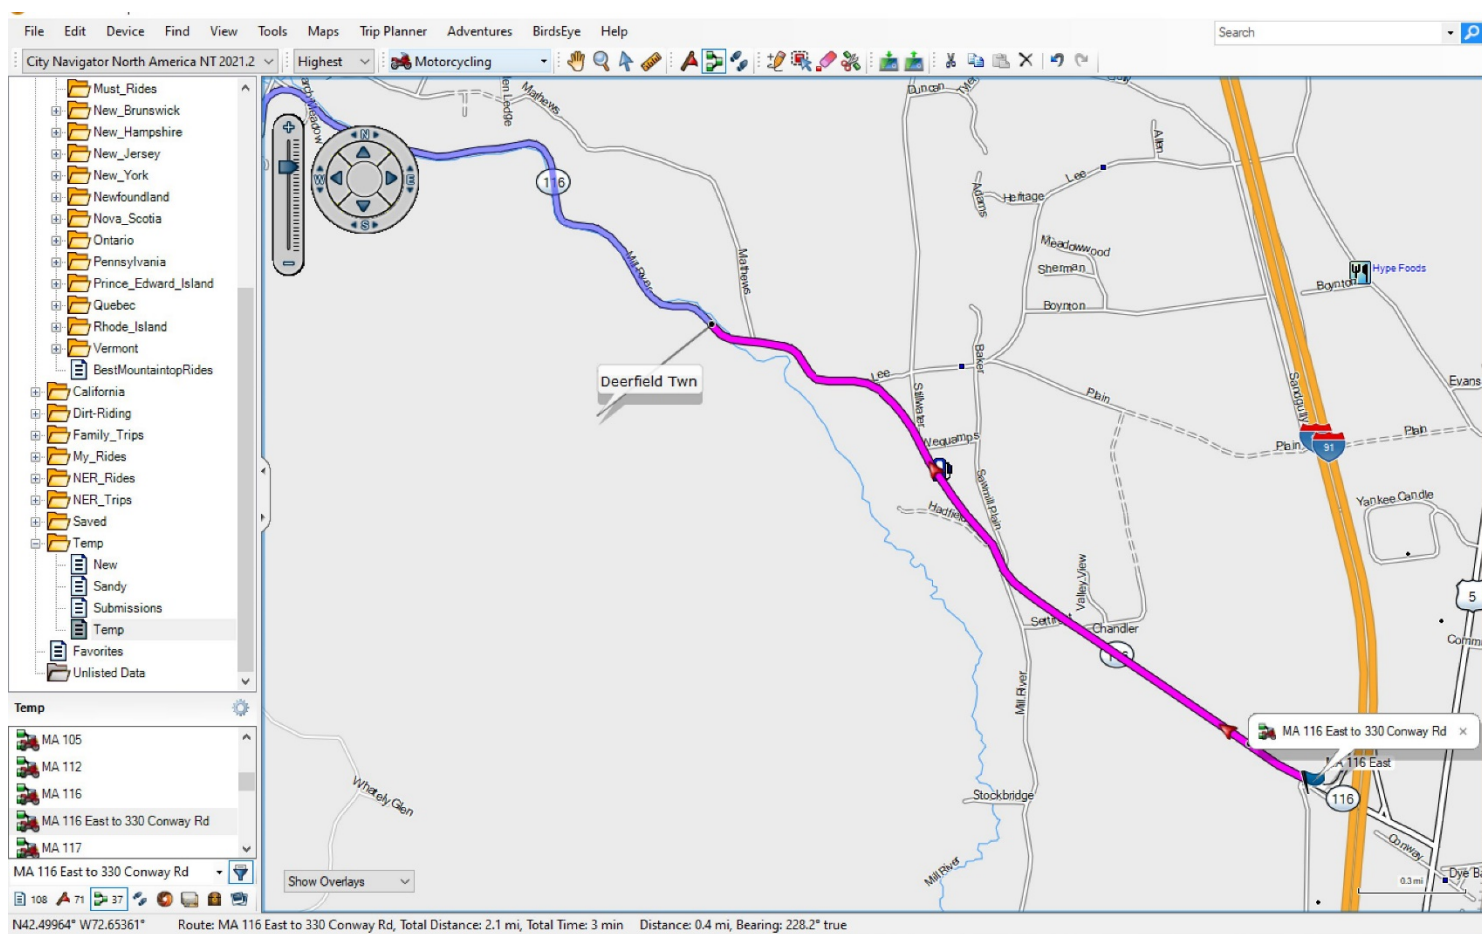 File Edit Device Find View Tools Maps Trip Planner Adventures BirdsEye Help
Search
City Navigator North America NT 2021.2
Highest
Motorcycling
Must_Rides
New_Brunswick
New_Hampshire
New_Jersey
New_York
Newfoundland
Nova_Scotia
Ontario
Pennsylvania
Prince_Edward_Island
Quebec
Rhode_Island
Vermont
BestMountaintopRides
California
Dirt-Riding
Family_Trips
My_Rides
NER_Rides
NER_Trips
Saved
Temp
New
Sandy
Submissions
Temp
Favorites
Unlisted Data
Temp
MA 105
MA 112
MA 116
MA 116 East to 330 Conway Rd
MA 117
MA 116 East to 330 Conway Rd
108 71 37
N W E S
Mathews
116
Mill River
Mathews
Deerfield Twn
Duncan
Allen
Lee
Adams
Heritage
Meadowwood
Sherman
Boynton
Boynton
Hype Foods
Baker
Lee
Stillwater
Plain
Sandgully
Evans
Wequamps
Plain
91
Plain
Sawmill Plain
Hadfield
Yankee Candle
Valley View
Chandler
116
5
Mill River
MA 116 East to 330 Conway Rd
MA 116 East
116
Stockbridge
Whately Glen
Conway
Mill River
0.3 mi
Show Overlays
N42.49964° W72.65361° Route: MA 116 East to 330 Conway Rd, Total Distance: 2.1 mi, Total Time: 3 min Distance: 0.4 mi, Bearing: 228.2° true